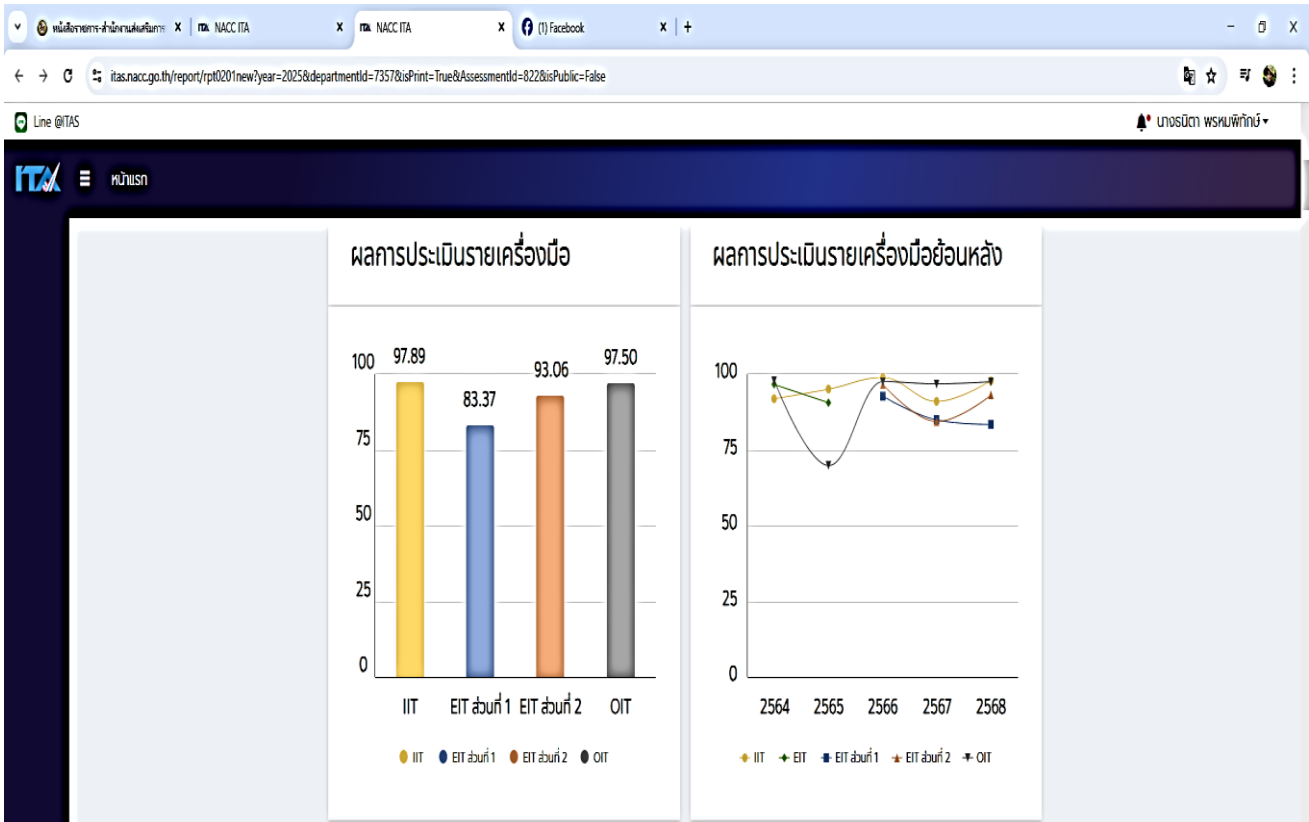 หนังสือราชการ-สำนักงานส่งเสริมการ
NACC ITA
NACC ITA
(1) Facebook
itas.nacc.go.th/report/rpt0201new?year=2025&departmentId=7357&isPrint=True&AssessmentId=822&isPublic=False
Line @ITAS
นางธนิตา พรหมพิทักษ์
ITA
หน้าแรก
ผลการประเมินรายเครื่องมือ
100
97.89
83.37
93.06
97.50
75
50
25
0
IIT
EIT ส่วนที่ 1
EIT ส่วนที่ 2
OIT
IIT EIT ส่วนที่ 1 EIT ส่วนที่ 2 OIT
ผลการประเมินรายเครื่องมือย้อนหลัง
100
75
50
25
0
2564 2565 2566 2567 2568
IIT EIT EIT ส่วนที่ 1 EIT ส่วนที่ 2 OIT